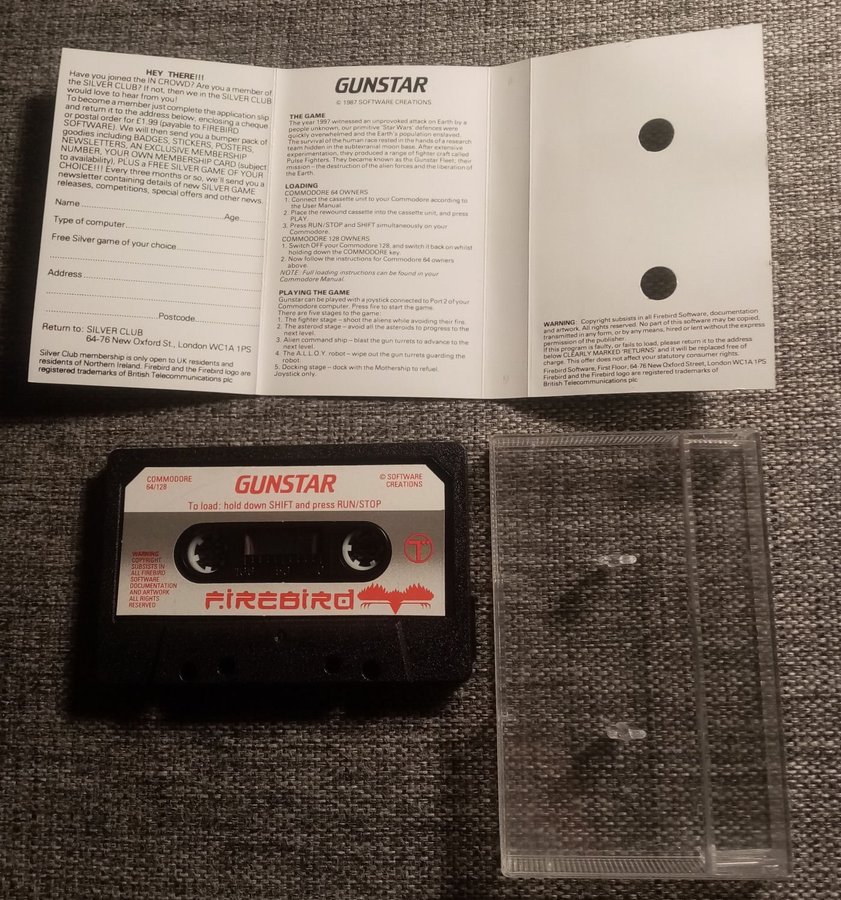 HEY THERE!!!
Have you joined the IN CROWD? Are you a member of
the SILVER CLUB? If not, then we in the SILVER CLUB
would love to hear from you!
To become a member just complete the application slip
and return it to the address below, enclosing a cheque
or postal order for £1.99 (payable to FIREBIRD
SOFTWARE). We will then send you a bumper pack of
goodies including BADGES, STICKERS, POSTERS,
NEWSLETTERS, AN EXCLUSIVE MEMBERSHIP
NUMBER, YOUR OWN MEMBERSHIP CARD (subject
to availability), PLUS a FREE SILVER GAME OF YOUR
CHOICE!!! Every three months or so, we'll send you a
newsletter containing details of new SILVER GAME
releases, competitions, special offers and other news.
Name ........ Age........
Type of computer........
Free Silver game of your choice........
Address ........
........Postcode........
Return to: SILVER CLUB
64-76 New Oxford St., London WC1A 1PS
Silver Club membership is only open to UK residents and
residents of Northern Ireland. Firebird and the Firebird logo are
registered trademarks of British Telecommunications plc
GUNSTAR
© 1987 SOFTWARE CREATIONS
THE GAME
The year 1997 witnessed an unprovoked attack on Earth by a
people unknown, our primitive 'Star Wars' defences were
quickly overwhelmed and the Earth's population enslaved.
The survival of the human race rested in the hands of a research
team hidden in the subterranial moon base. After extensive
experimentation, they produced a range of fighter craft called
Pulse Fighters. They became known as the Gunstar Fleet; their
mission – the destruction of the alien forces and the liberation of
the Earth.
LOADING
COMMODORE 64 OWNERS
1. Connect the cassette unit to your Commodore according to
the User Manual.
2. Place the rewound cassette into the cassette unit, and press
PLAY.
3. Press RUN/STOP and SHIFT simultaneously on your
Commodore.
COMMODORE 128 OWNERS
1. Switch OFF your Commodore 128, and switch it back on whilst
holding down the COMMODORE key.
2. Now follow the instructions for Commodore 64 owners
above.
NOTE: Full loading instructions can be found in your
Commodore Manual.
PLAYING THE GAME
Gunstar can be played with a joystick connected to Port 2 of your
Commodore computer. Press fire to start the game.
There are five stages to the game:
1. The fighter stage – shoot the aliens while avoiding their fire.
2. The asteroid stage – avoid all the asteroids to progress to the
next level.
3. Alien command ship – blast the gun turrets to advance to the
next level.
4. The A.L.L.O.Y. robot – wipe out the gun turrets guarding the
robot.
5. Docking stage – dock with the Mothership to refuel.
Joystick only.
WARNING: Copyright subsists in all Firebird Software, documentation
and artwork. All rights reserved. No part of this software may be copied,
transmitted in any form, or by any means, hired or lent without the express
permission of the publisher.
If this program is faulty, or fails to load, please return it to the address
below CLEARLY MARKED 'RETURNS' and it will be replaced free of
charge. This offer does not affect your statutory consumer rights.
Firebird Software, First Floor, 64-76 New Oxford Street, London WC1A 1PS
Firebird and the Firebird logo are registered trademarks of
British Telecommunications plc
COMMODORE
64/128
GUNSTAR
© SOFTWARE
CREATIONS
To load: hold down SHIFT and press RUN/STOP
WARNING
COPYRIGHT
SUBSISTS IN
ALL FIREBIRD
SOFTWARE
DOCUMENTATION
AND ARTWORK
ALL RIGHTS
RESERVED
FIREBIRD